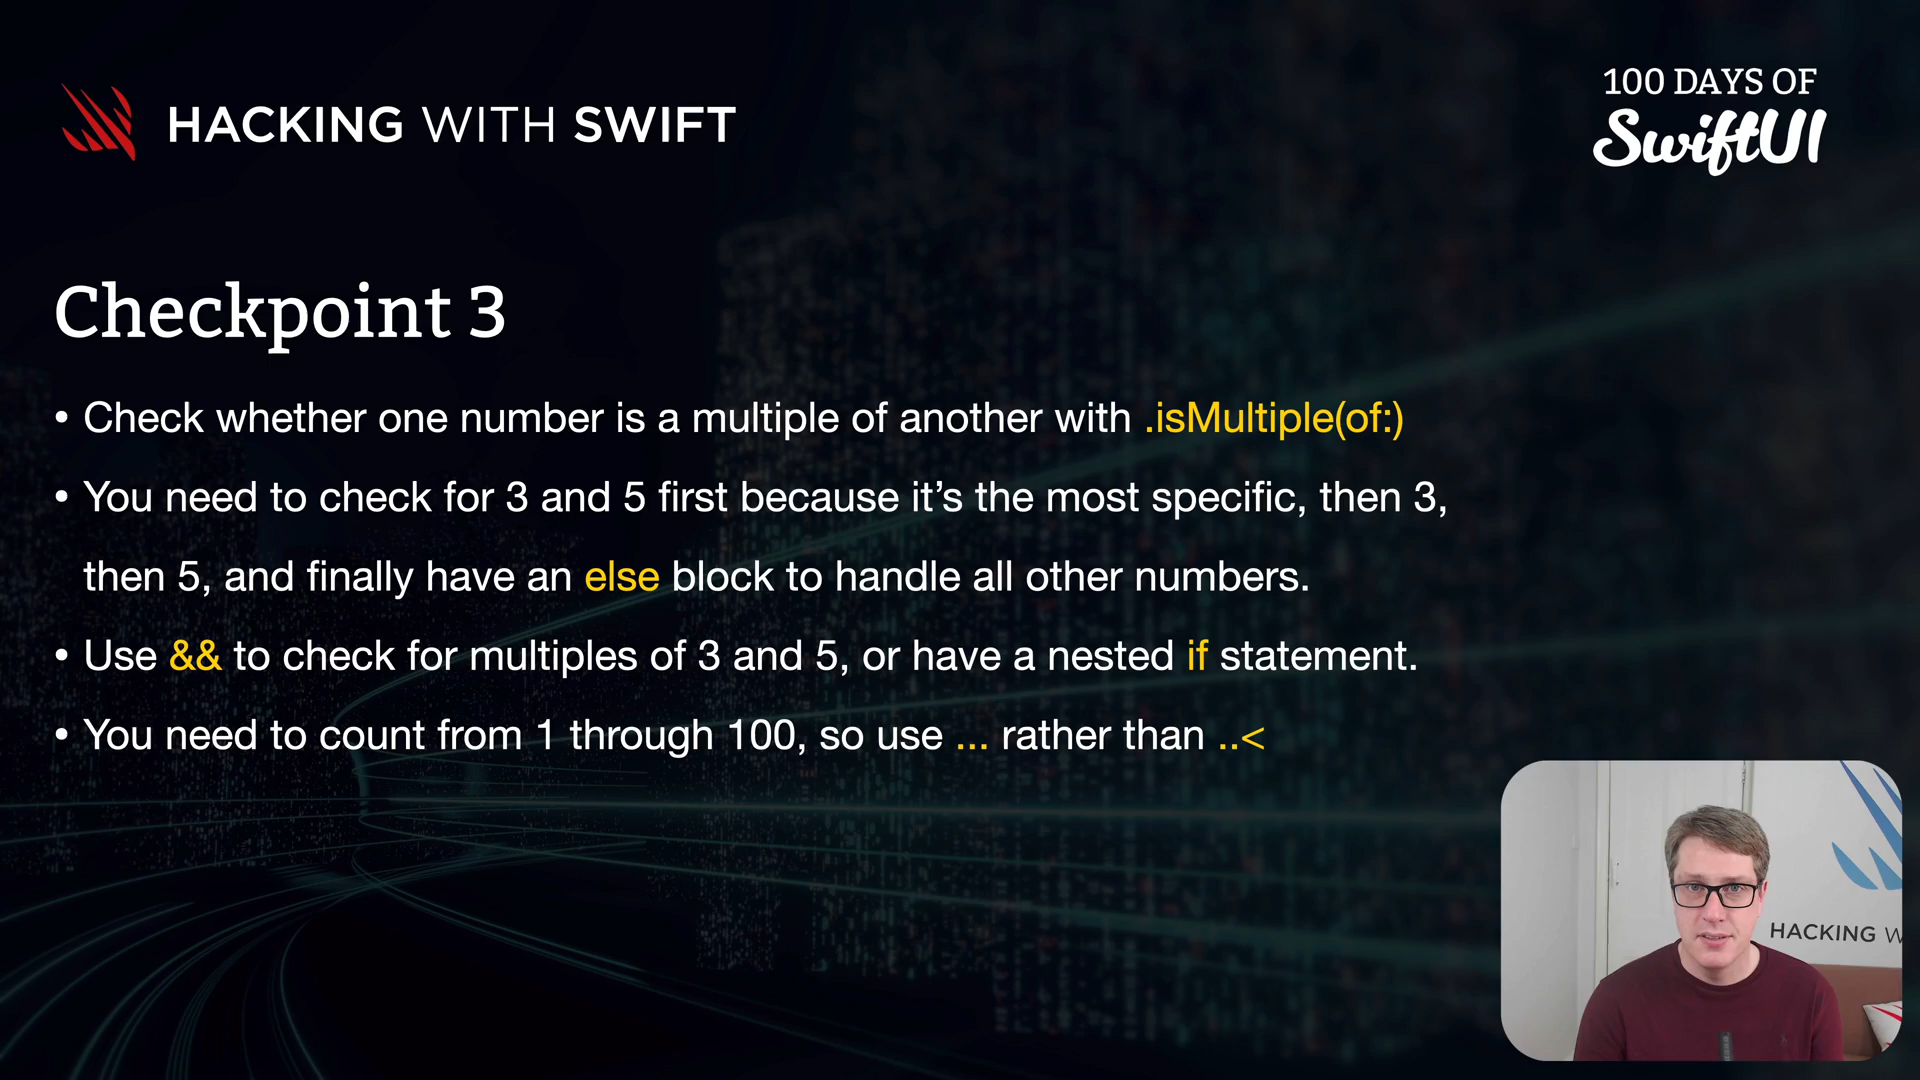 HACKING WITH SWIFT
100 DAYS OF
SwiftUI
Checkpoint 3
• Check whether one number is a multiple of another with .isMultiple(of:)
• You need to check for 3 and 5 first because it’s the most specific, then 3,
then 5, and finally have an else block to handle all other numbers.
• Use && to check for multiples of 3 and 5, or have a nested if statement.
• You need to count from 1 through 100, so use ... rather than ..<
HACKING W